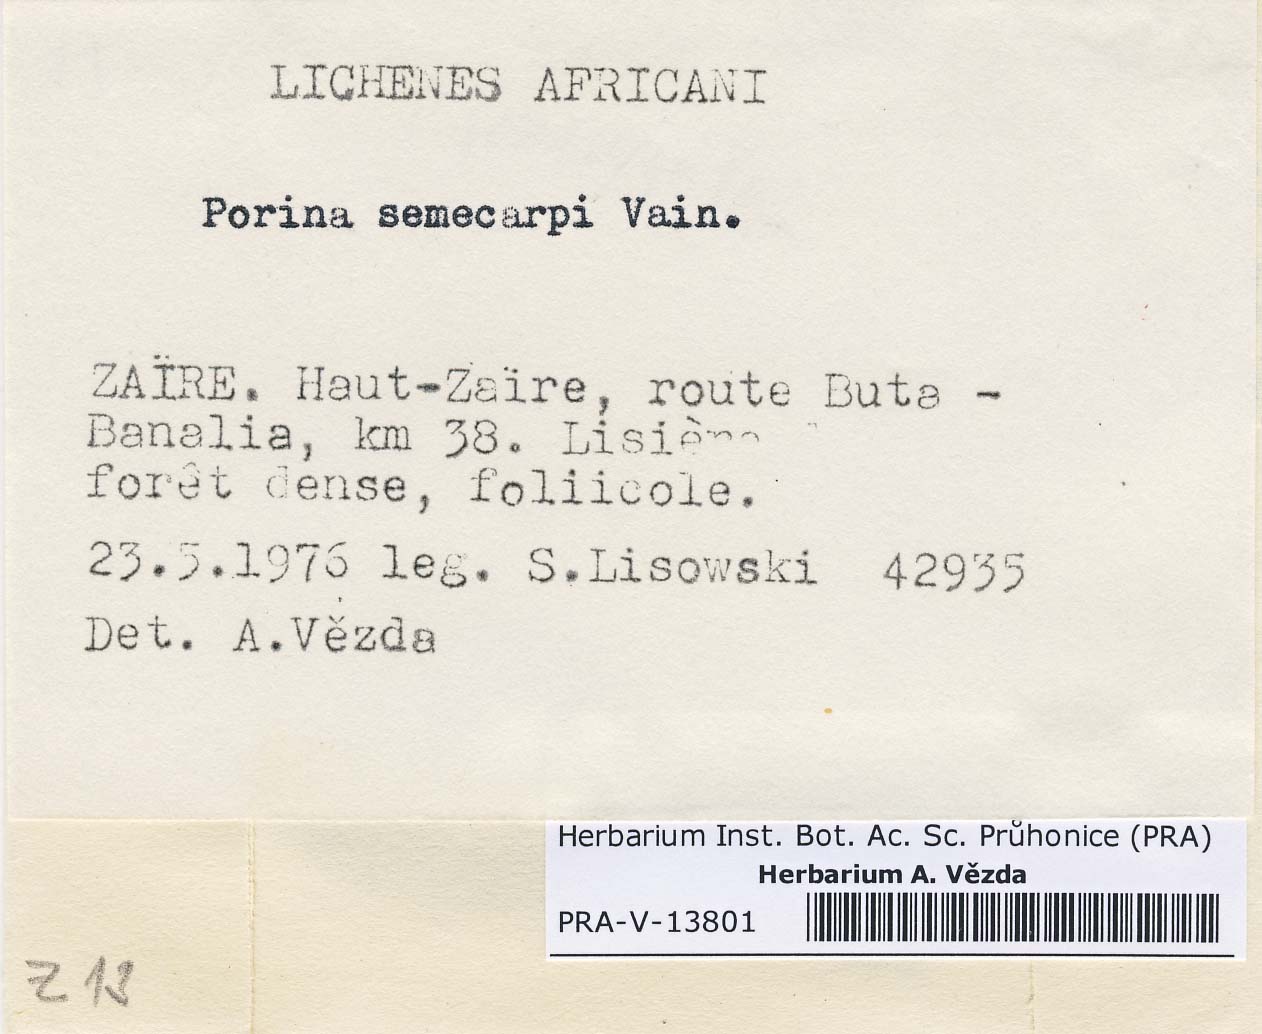 LICHENES AFRICANI
Porina semecarpi Vain.
ZAÏRE. Haut-Zaïre, route Buta -
Banalia, km 38. Lisière
forêt dense, foliicole.
23.5.1976 leg. S.Lisowski 42935
Det. A.Vězda
Herbarium Inst. Bot. Ac. Sc. Průhonice (PRA)
Herbarium A. Vězda
PRA-V-13801